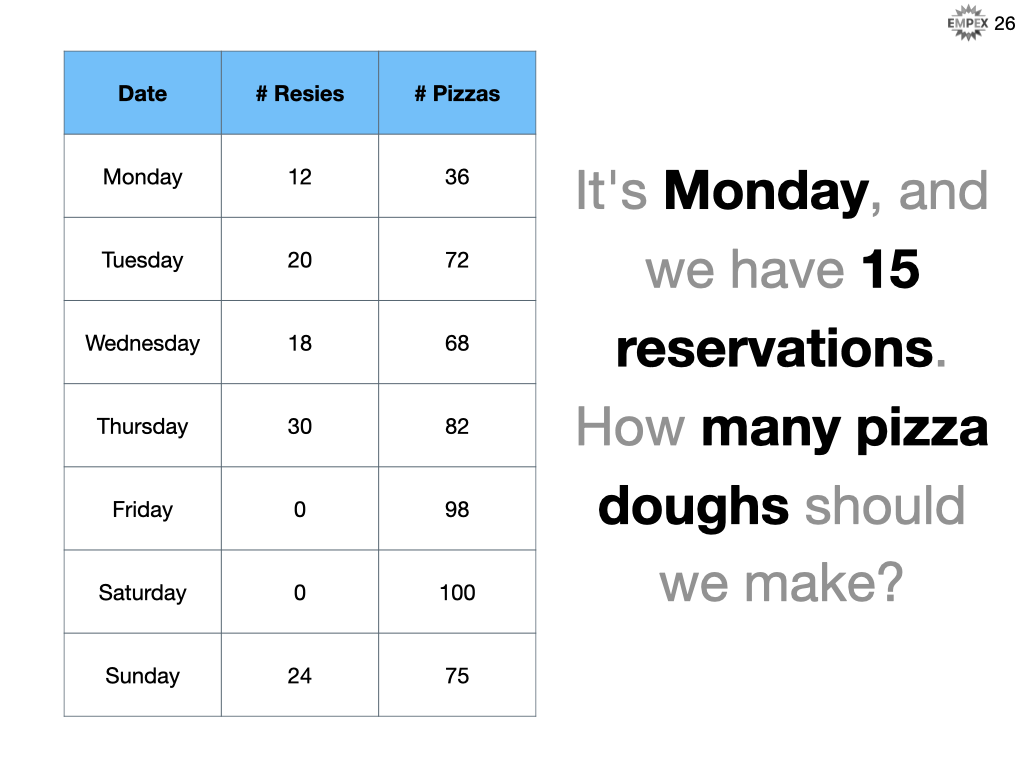 EMPEX 26
Date # Resies # Pizzas
Monday 12 36
Tuesday 20 72
Wednesday 18 68
Thursday 30 82
Friday 0 98
Saturday 0 100
Sunday 24 75
It's Monday, and
we have 15
reservations.
How many pizza
doughs should
we make?